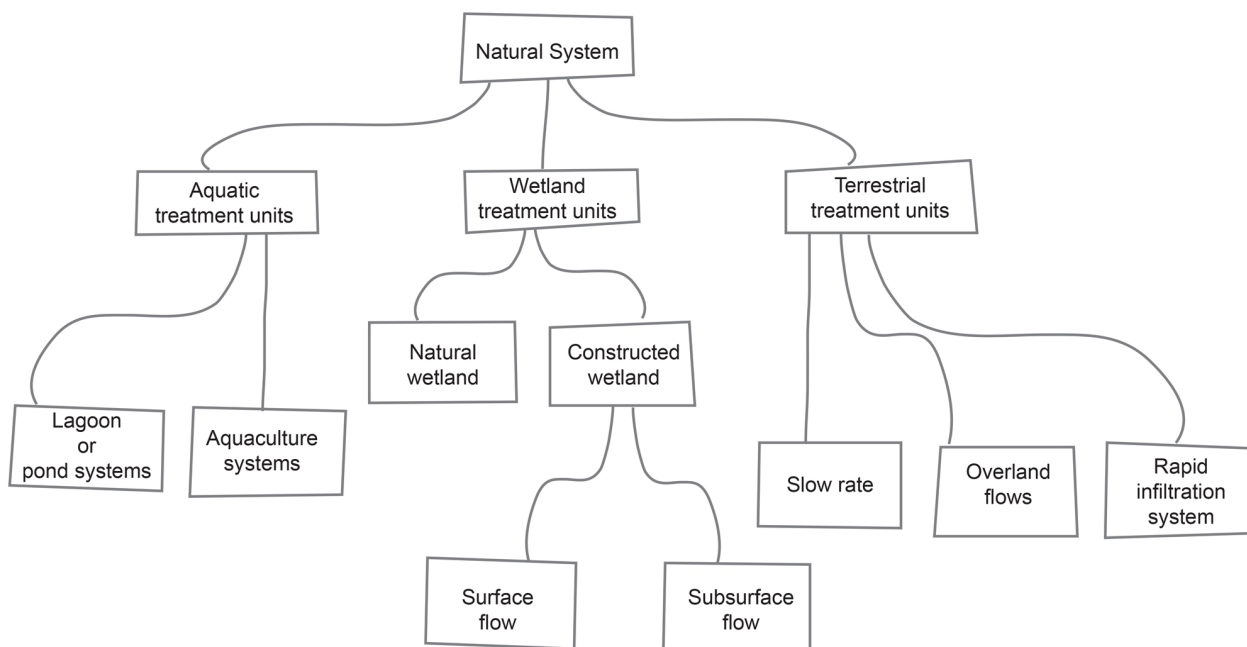 Natural System
Aquatic
treatment units
Wetland
treatment units
Terrestrial
treatment units
Natural
wetland
Constructed
wetland
Lagoon
or
pond systems
Aquaculture
systems
Slow rate
Overland
flows
Rapid
infiltration
system
Surface
flow
Subsurface
flow